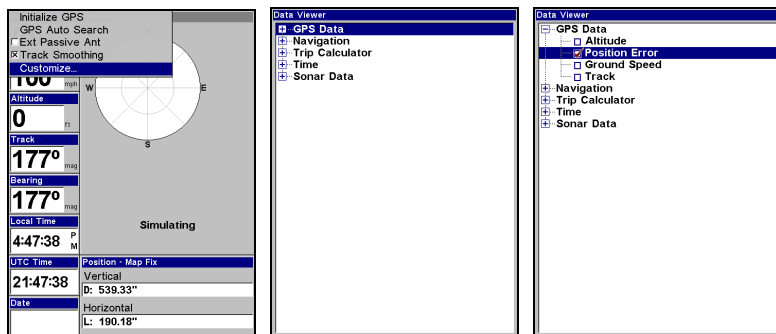 Initialize GPS
GPS Auto Search
Ext Passive Ant
Track Smoothing
Customize...
100 mph
Altitude
0 ft
Track
177° mag
Bearing
177° mag
Local Time
4:47:38 PM
UTC Time
21:47:38
Date
W
E
S
Simulating
Position - Map Fix
Vertical
D: 539.33"
Horizontal
L: 190.18"
Data Viewer
GPS Data
Navigation
Trip Calculator
Time
Sonar Data
Data Viewer
GPS Data
Altitude
Position Error
Ground Speed
Track
Navigation
Trip Calculator
Time
Sonar Data